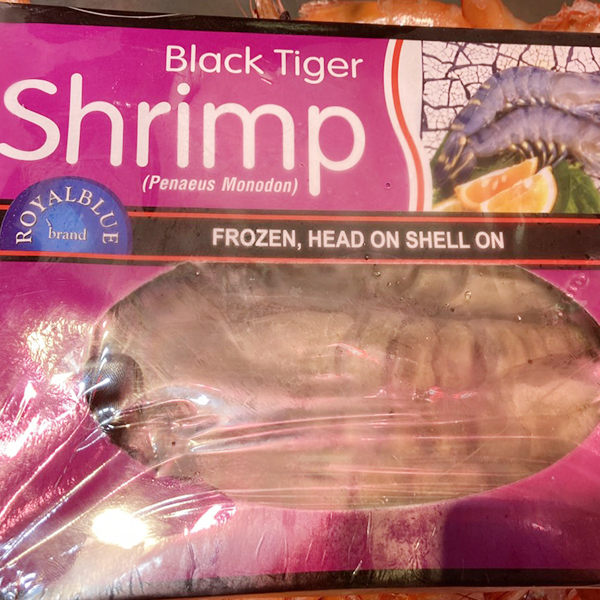 Black Tiger
Shrimp
(Penaeus Monodon)
ROYALBLUE
brand
FROZEN, HEAD ON SHELL ON